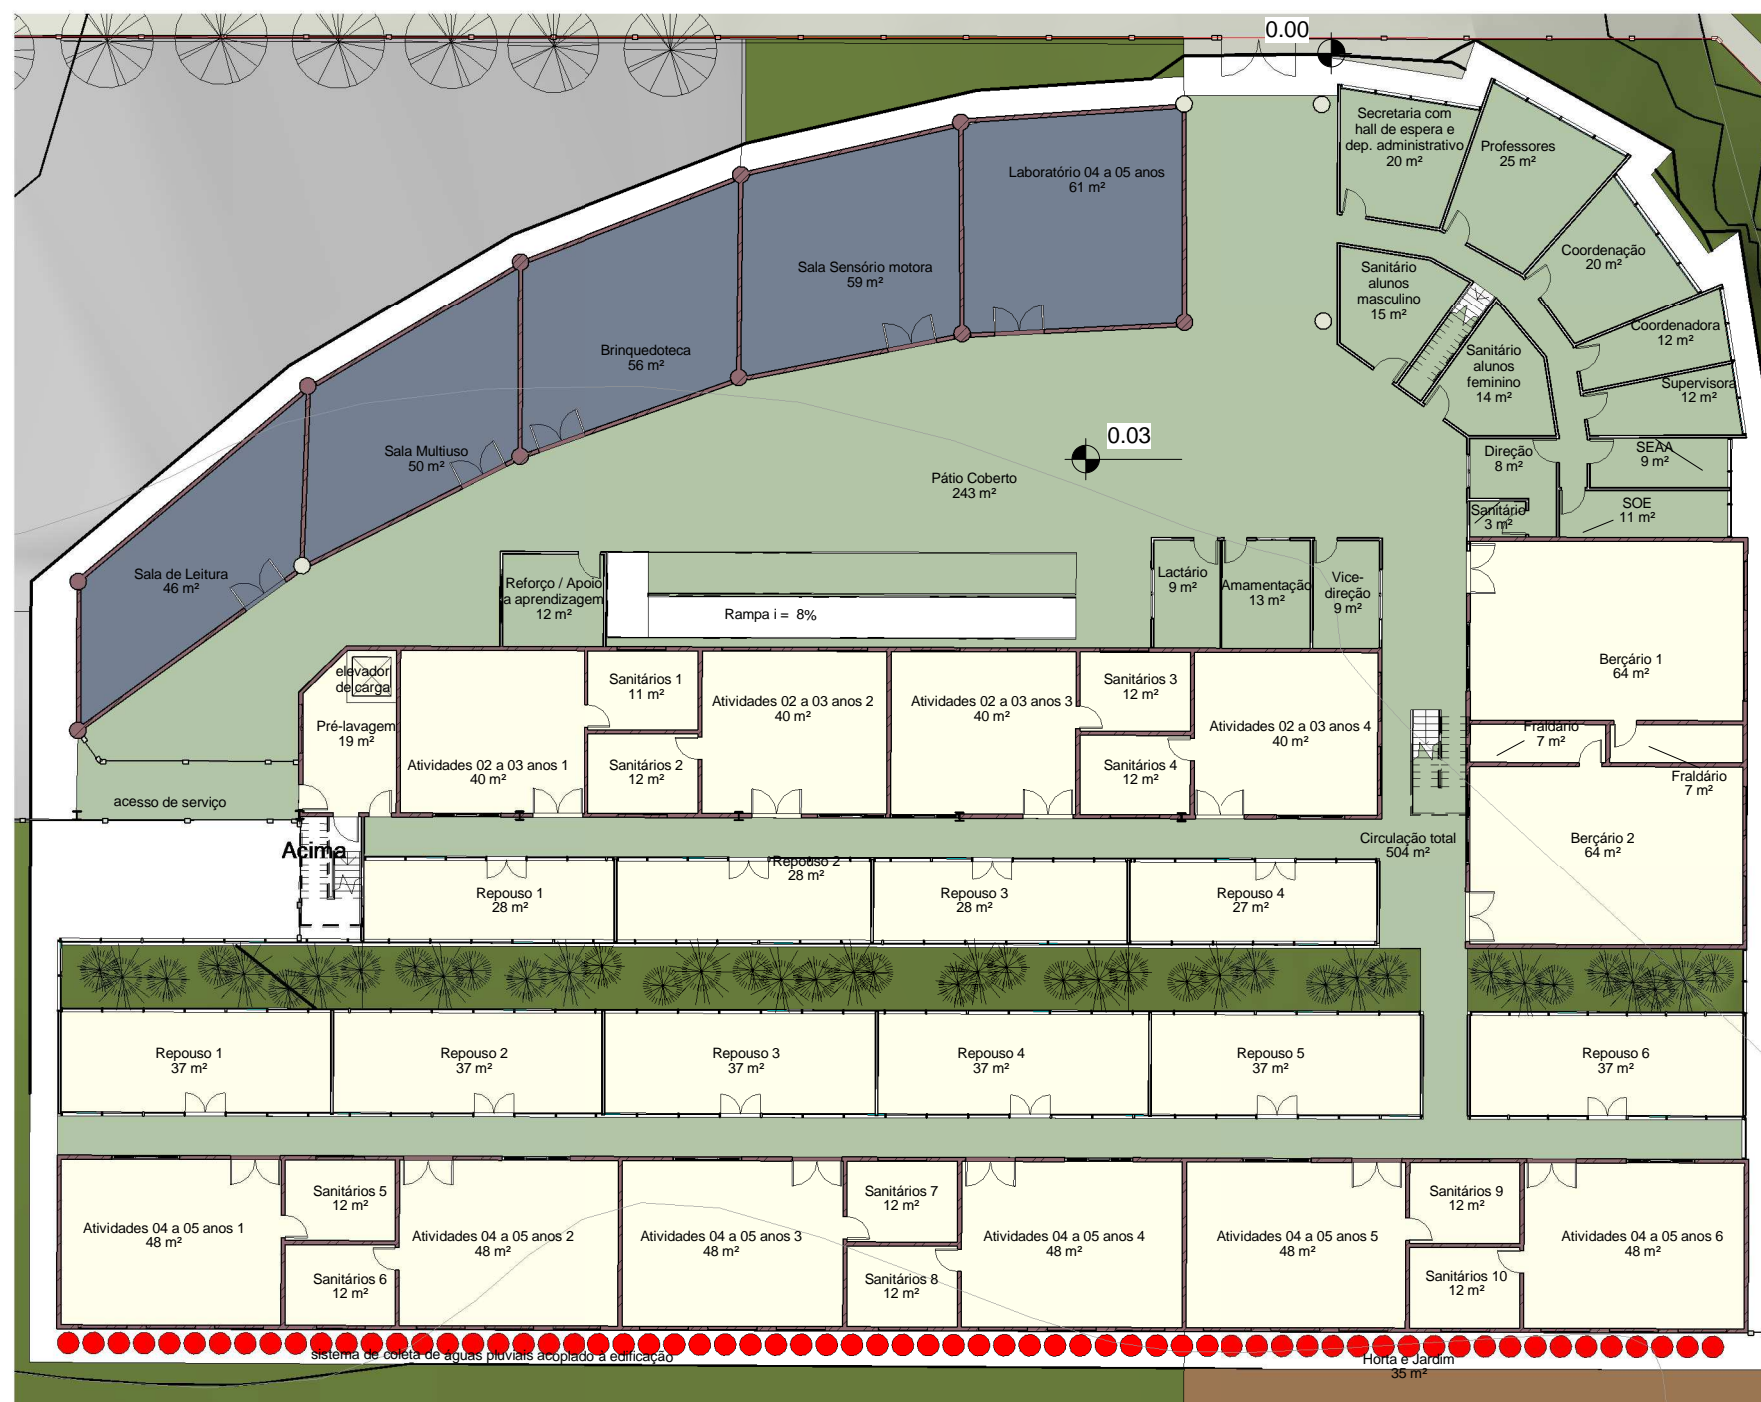 0.00
Secretaria com
hall de espera e
dep. administrativo
20 m²
Professores
25 m²
Laboratório 04 a 05 anos
61 m²
Coordenação
20 m²
Sala Sensório motora
59 m²
Sanitário
alunos
masculino
15 m²
Coordenadora
12 m²
Brinquedoteca
56 m²
Sanitário
alunos
feminino
14 m²
Supervisora
12 m²
Sala Multiuso
50 m²
0.03
Pátio Coberto
243 m²
Direção
8 m²
SEAA
9 m²
Sanitário
3 m²
SOE
11 m²
Sala de Leitura
46 m²
Reforço / Apoio
a aprendizagem
12 m²
Rampa i = 8%
Lactário
9 m²
Amamentação
13 m²
Vice-
direção
9 m²
elevador
de carga
Pré-lavagem
19 m²
Atividades 02 a 03 anos 1
40 m²
Sanitários 1
11 m²
Sanitários 2
12 m²
Atividades 02 a 03 anos 2
40 m²
Atividades 02 a 03 anos 3
40 m²
Sanitários 3
12 m²
Sanitários 4
12 m²
Atividades 02 a 03 anos 4
40 m²
Berçário 1
64 m²
Fraldário
7 m²
Fraldário
7 m²
Berçário 2
64 m²
acesso de serviço
Acima
Circulação total
504 m²
Repouso 1
28 m²
Repouso 2
28 m²
Repouso 3
28 m²
Repouso 4
27 m²
Repouso 1
37 m²
Repouso 2
37 m²
Repouso 3
37 m²
Repouso 4
37 m²
Repouso 5
37 m²
Repouso 6
37 m²
Atividades 04 a 05 anos 1
48 m²
Sanitários 5
12 m²
Sanitários 6
12 m²
Atividades 04 a 05 anos 2
48 m²
Atividades 04 a 05 anos 3
48 m²
Sanitários 7
12 m²
Sanitários 8
12 m²
Atividades 04 a 05 anos 4
48 m²
Atividades 04 a 05 anos 5
48 m²
Sanitários 9
12 m²
Sanitários 10
12 m²
Atividades 04 a 05 anos 6
48 m²
sistema de coleta de águas pluviais acoplado à edificação
Horta e Jardim
35 m²